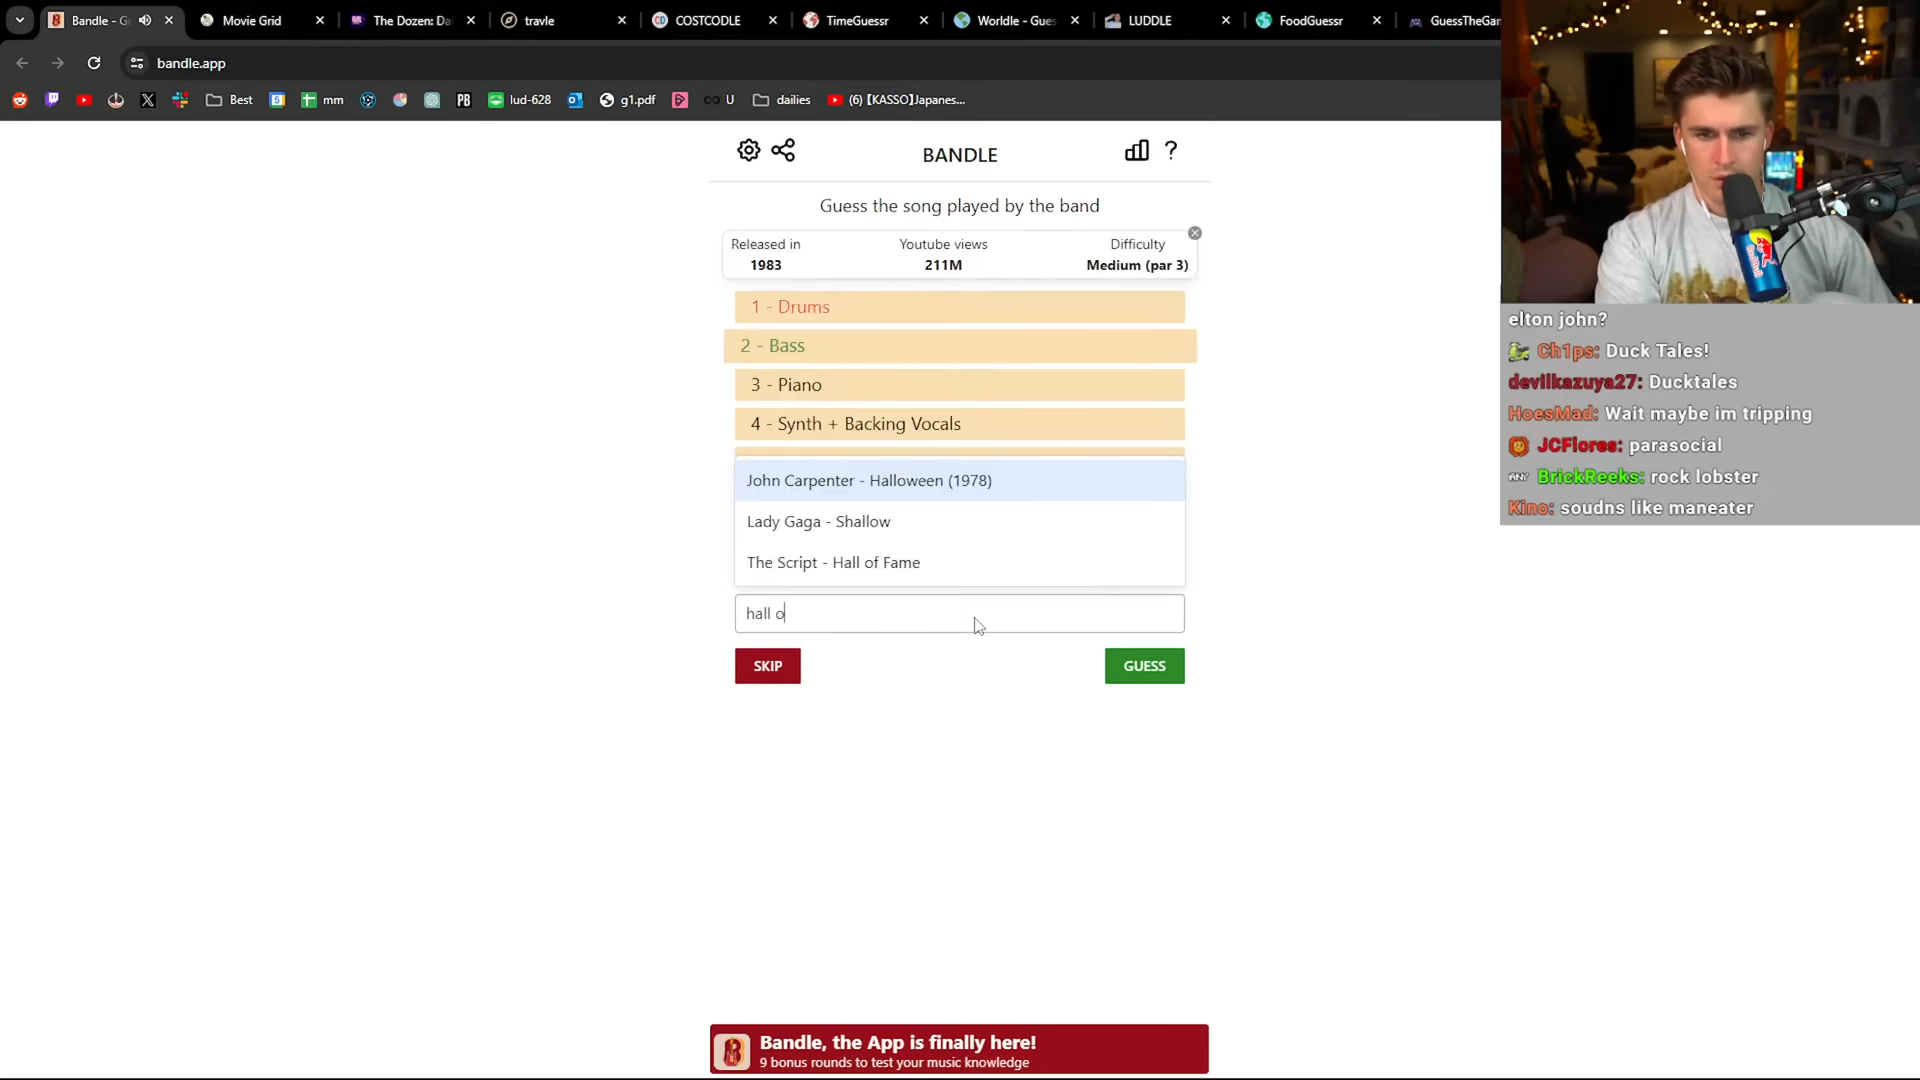 Bandle - G
Movie Grid
The Dozen: Da
travle
COSTCODLE
TimeGuessr
Worldle - Gues
LUDDLE
FoodGuessr
GuessTheGam
bandle.app
Best
mm
PB
lud-628
g1.pdf
U
dailies
(6)【KASSO】Japanes...
BANDLE
?
Guess the song played by the band
Released in
1983
Youtube views
211M
Difficulty
Medium (par 3)
1 - Drums
2 - Bass
3 - Piano
4 - Synth + Backing Vocals
John Carpenter - Halloween (1978)
Lady Gaga - Shallow
The Script - Hall of Fame
hall o
SKIP
GUESS
Bandle, the App is finally here!
9 bonus rounds to test your music knowledge
elton john?
Ch1ps: Duck Tales!
devilkazuya27: Ducktales
HoesMad: Wait maybe im tripping
JCFlores: parasocial
BrickReeks: rock lobster
Kino: soudns like maneater